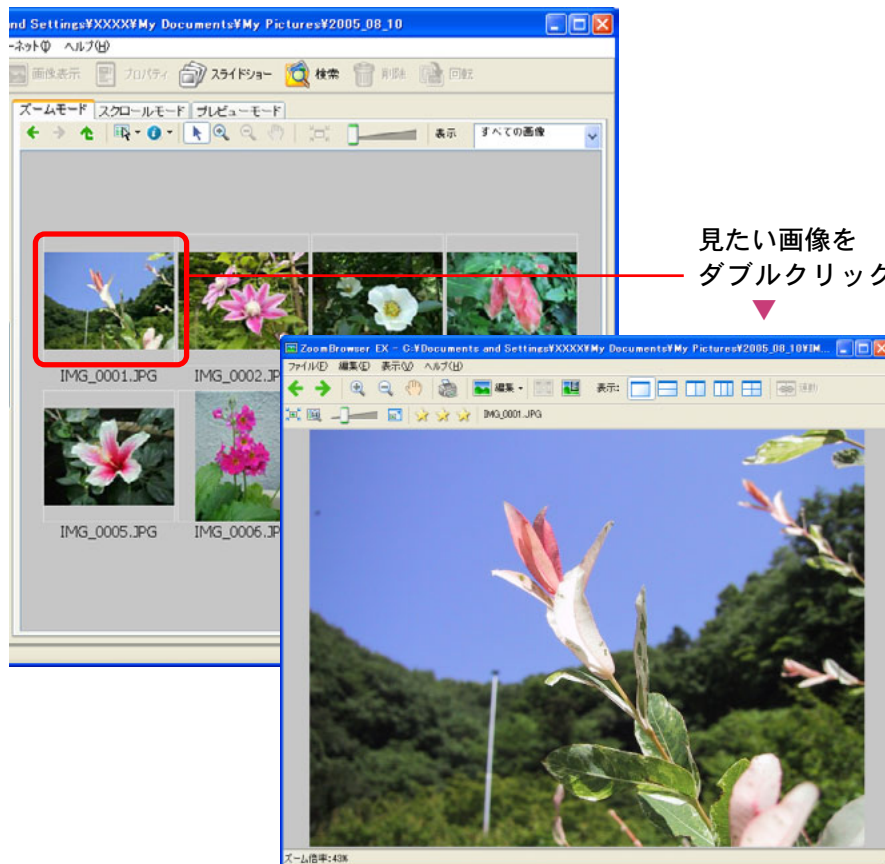 nd Settings¥XXXX¥My Documents¥My Pictures¥2005_08_10
ーネット(I) ヘルプ(H)
画像表示 プロパティ スライドショー 検索 削除 回転
ズームモード スクロールモード プレビューモード
表示 すべての画像
見たい画像を
ダブルクリック
IMG_0001.JPG IMG_0002.JP
IMG_0005.JPG IMG_0006.JP
ZoomBrowser EX - C:¥Documents and Settings¥XXXX¥My Documents¥My Pictures¥2005_08_10¥IM...
ファイル(F) 編集(E) 表示(V) ヘルプ(H)
編集 表示: 移動
IMG_0001.JPG
ズーム倍率:43%